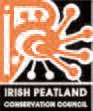 IRISH PEATLAND
CONSERVATION COUNCIL